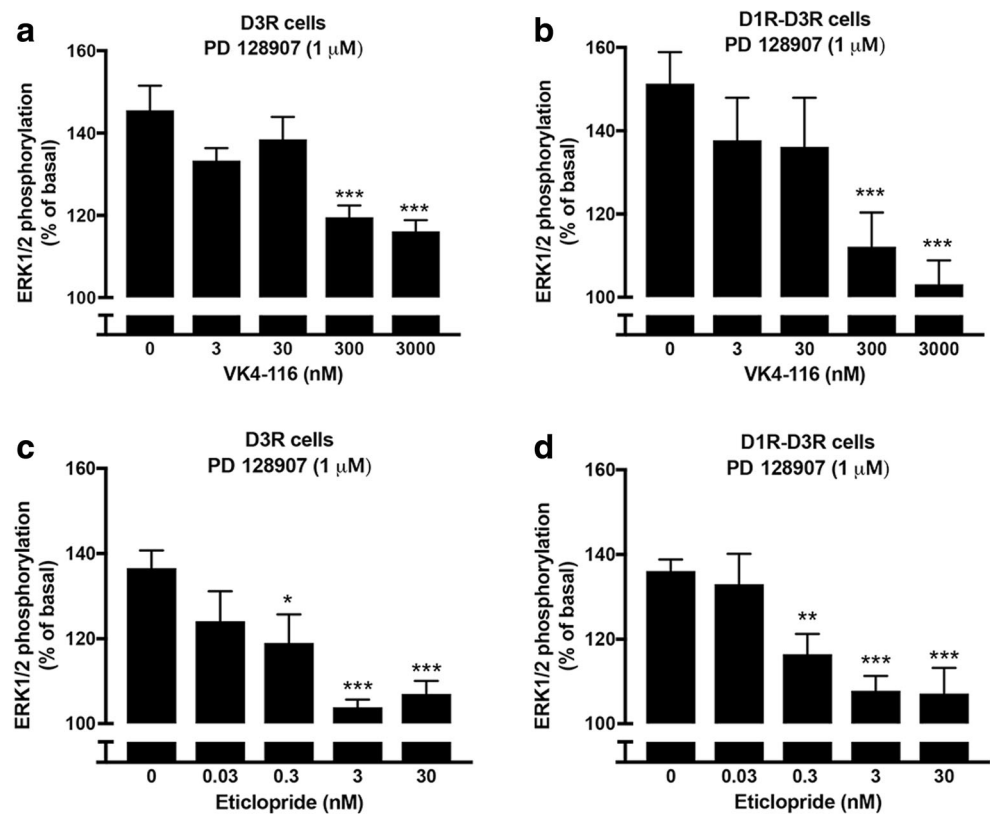 a
D3R cells
PD 128907 (1 μM)
ERK1/2 phosphorylation
(% of basal)
160
140
120
100
***
***
0 3 30 300 3000
VK4-116 (nM)
b
D1R-D3R cells
PD 128907 (1 μM)
ERK1/2 phosphorylation
(% of basal)
160
140
120
100
***
***
0 3 30 300 3000
VK4-116 (nM)
c
D3R cells
PD 128907 (1 μM)
ERK1/2 phosphorylation
(% of basal)
160
140
120
100
*
***
***
0 0.03 0.3 3 30
Eticlopride (nM)
d
D1R-D3R cells
PD 128907 (1 μM)
ERK1/2 phosphorylation
(% of basal)
160
140
120
100
**
***
***
0 0.03 0.3 3 30
Eticlopride (nM)